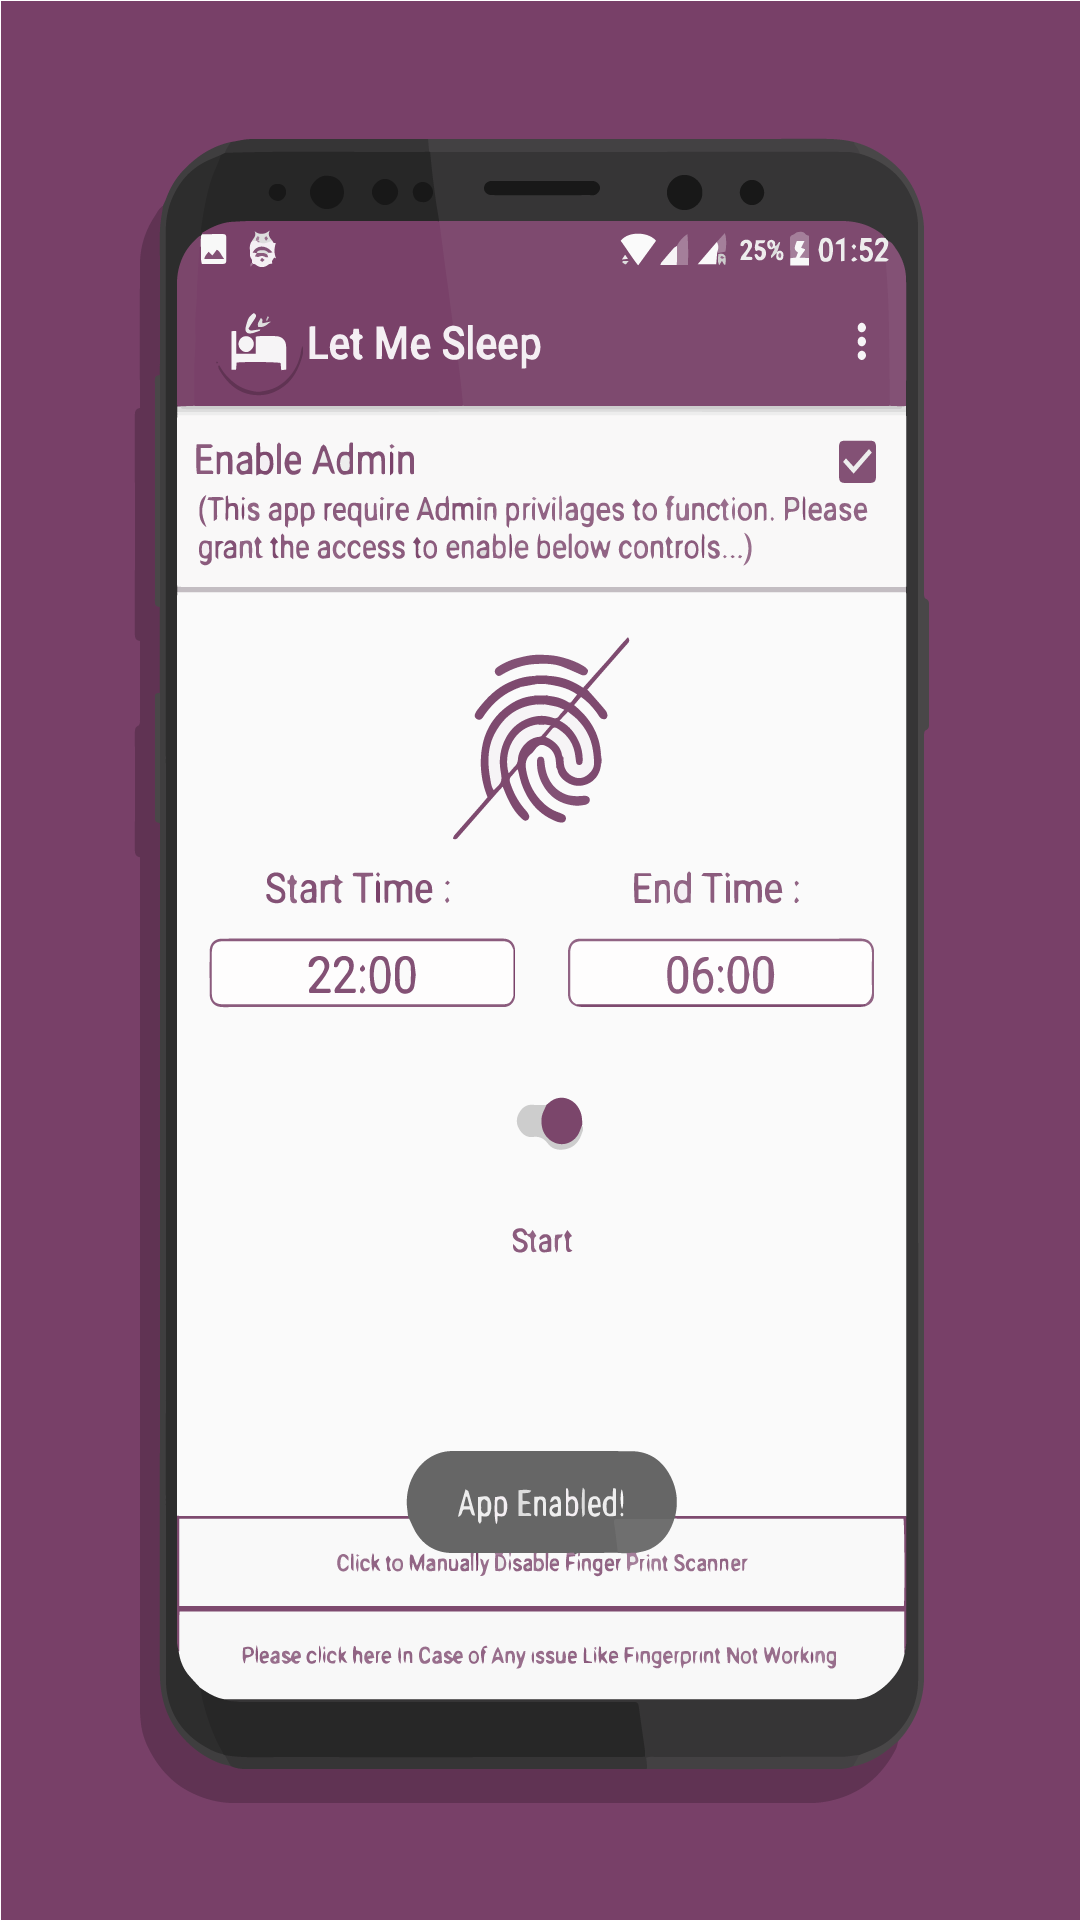 25% 01:52
Let Me Sleep
Enable Admin
(This app require Admin privilages to function. Please
grant the access to enable below controls...)
Start Time :
End Time :
22:00
06:00
Start
App Enabled!
Click to Manually Disable Finger Print Scanner
Please click here In Case of Any issue Like Fingerprint Not Working